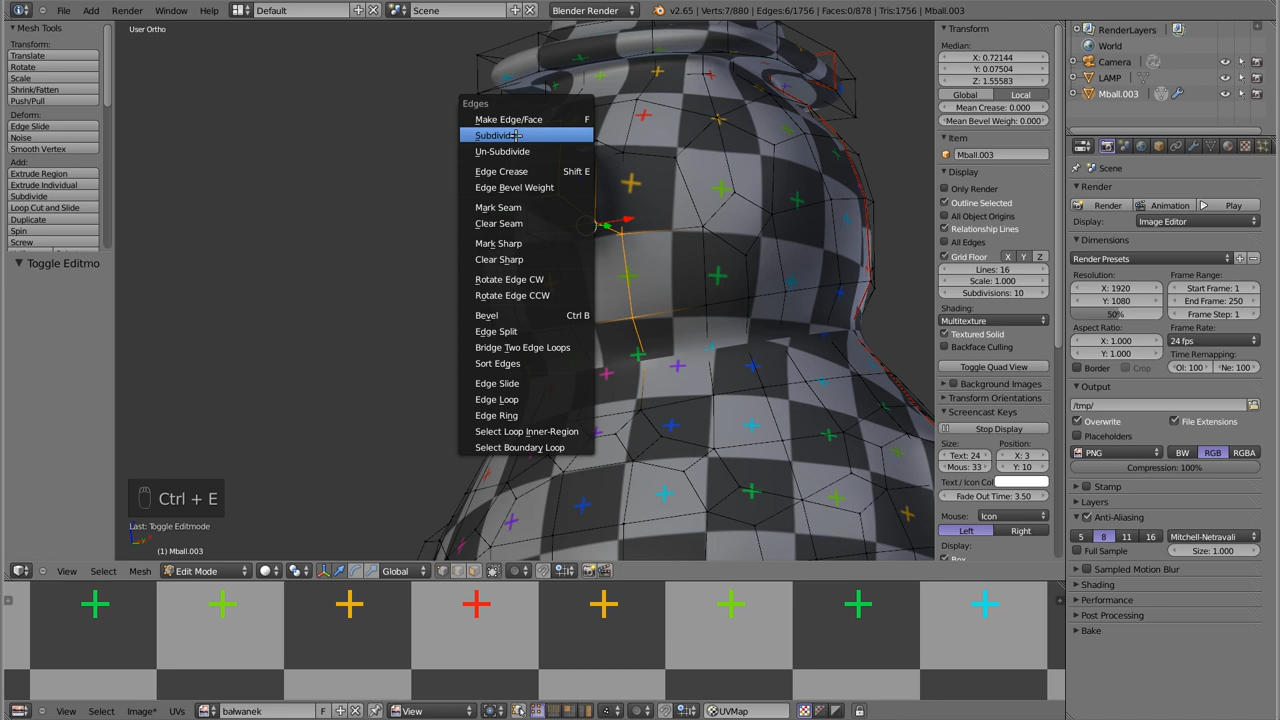 File Add Render Window Help Default Scene Blender Render v2.65 | Verts:7/880 | Edges:6/1756 | Faces:0/878 | Tris:1756 | Mball.003
Mesh Tools
Transform:
Translate
Rotate
Scale
Shrink/Fatten
Push/Pull
Deform:
Edge Slide
Noise
Smooth Vertex
Add:
Extrude Region
Extrude Individual
Subdivide
Loop Cut and Slide
Duplicate
Spin
Screw
Toggle Editmo
User Ortho
Edges
Make Edge/Face F
Subdivide
Un-Subdivide
Edge Crease Shift E
Edge Bevel Weight
Mark Seam
Clear Seam
Mark Sharp
Clear Sharp
Rotate Edge CW
Rotate Edge CCW
Bevel Ctrl B
Edge Split
Bridge Two Edge Loops
Sort Edges
Edge Slide
Edge Loop
Edge Ring
Select Loop Inner-Region
Select Boundary Loop
Ctrl + E
Last: Toggle Editmode
(1) Mball.003
Transform
Median:
X: 0.72144
Y: 0.07504
Z: 1.55583
Global Local
Mean Crease: 0.000
Mean Bevel Weig: 0.000
Item
Mball.003
Display
Only Render
Outline Selected
All Object Origins
Relationship Lines
All Edges
Grid Floor X Y Z
Lines: 16
Scale: 1.000
Subdivisions: 10
Shading:
Multitexture
Textured Solid
Backface Culling
Toggle Quad View
Background Images
Transform Orientations
Screencast Keys
Stop Display
Size: Position:
Text: 24 X: 3
Mous: 33 Y: 10
Text / Icon Col
Fade Out Time: 3.50
Mouse: Icon
Left Right
Display:
RenderLayers
World
Camera
LAMP
Mball.003
Scene
Render
Render Animation Play
Display: Image Editor
Dimensions
Render Presets
Resolution: Frame Range:
X: 1920 Start Frame: 1
Y: 1080 End Frame: 250
50% Frame Step: 1
Aspect Ratio: Frame Rate:
X: 1.000 24 fps
Y: 1.000 Time Remapping:
Border Crop Ol: 100 Ne: 100
Output
/tmp/
Overwrite File Extensions
Placeholders
PNG BW RGB RGBA
Compression: 100%
Stamp
Layers
Anti-Aliasing
5 8 11 16 Mitchell-Netravali
Full Sample Size: 1.000
Sampled Motion Blur
Shading
Performance
Post Processing
Bake
View Select Mesh Edit Mode Global
View Select Image* UVs bałwanek F View UVMap